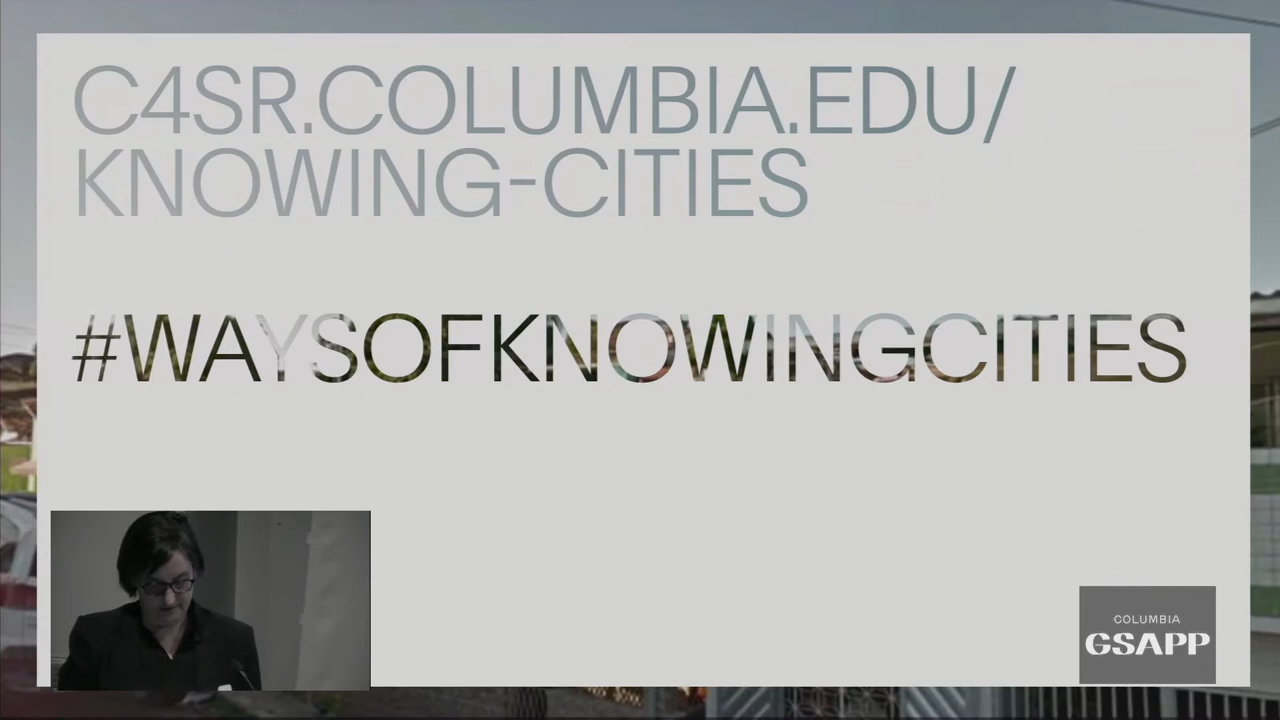 C4SR.COLUMBIA.EDU/
KNOWING-CITIES
#WAYSOFKNOWINGCITIES
COLUMBIA
GSAPP